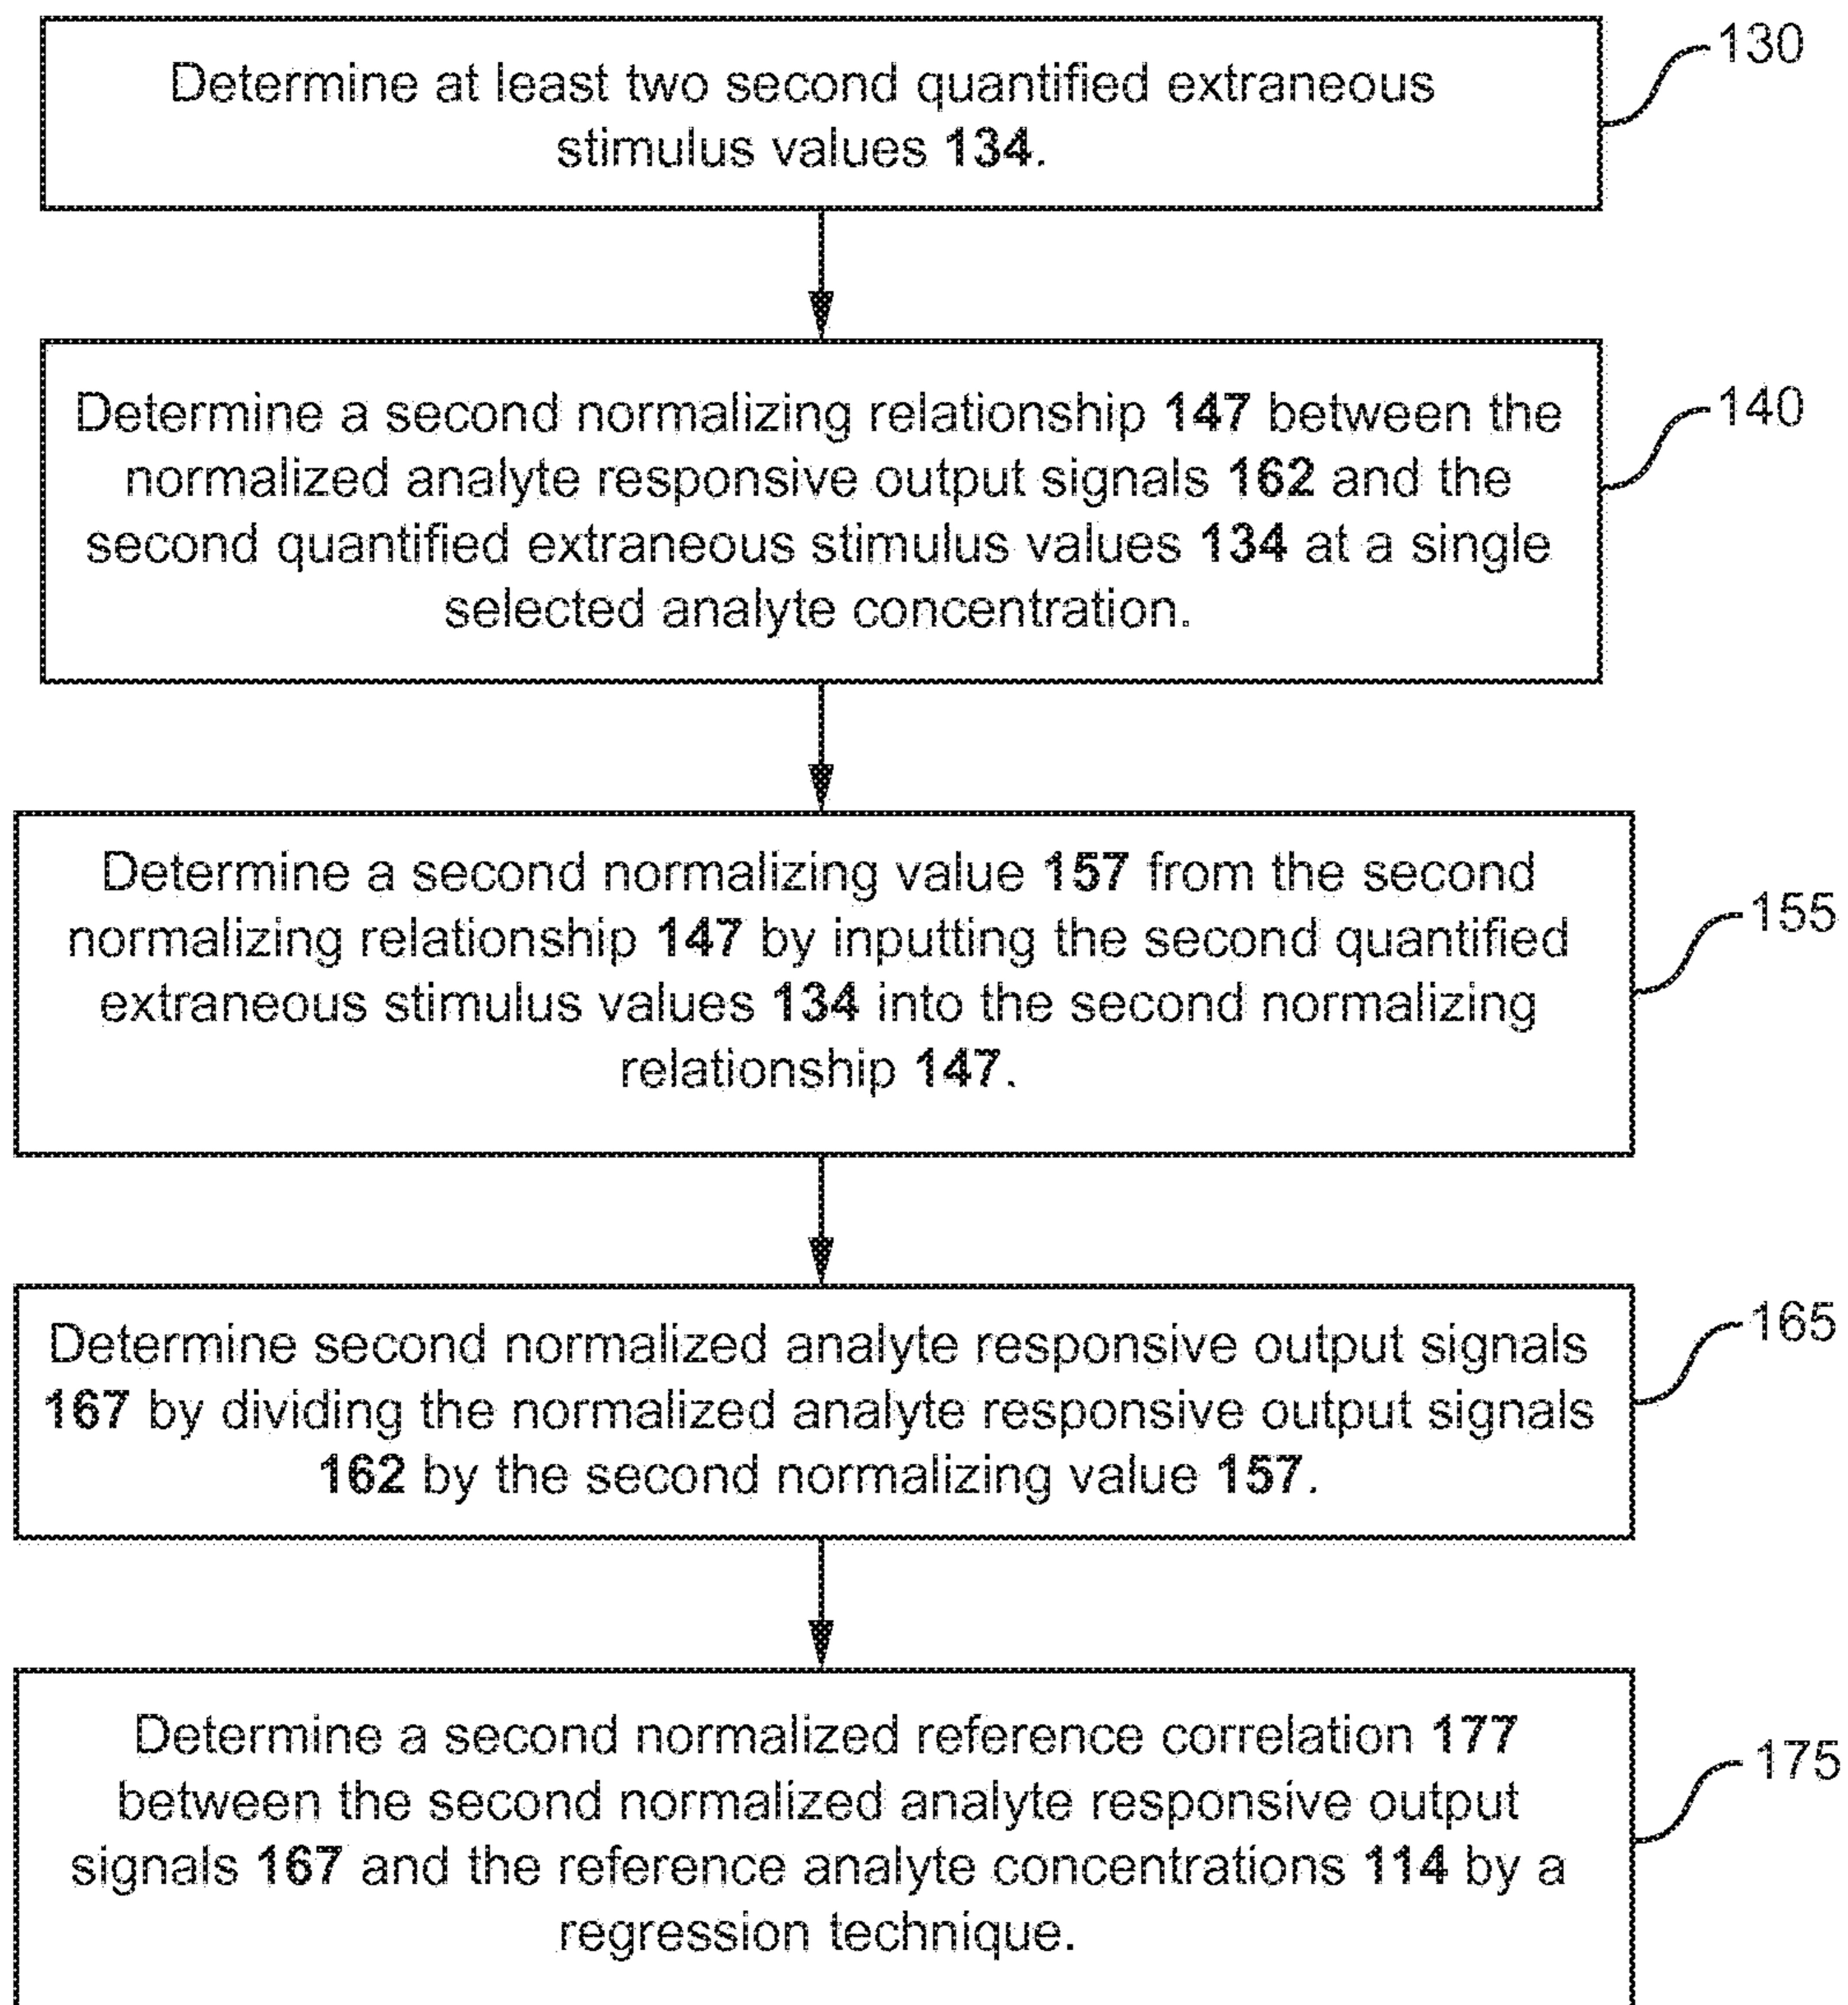 130
Determine at least two second quantified extraneous
stimulus values 134.
140
Determine a second normalizing relationship 147 between the
normalized analyte responsive output signals 162 and the
second quantified extraneous stimulus values 134 at a single
selected analyte concentration.
155
Determine a second normalizing value 157 from the second
normalizing relationship 147 by inputting the second quantified
extraneous stimulus values 134 into the second normalizing
relationship 147.
165
Determine second normalized analyte responsive output signals
167 by dividing the normalized analyte responsive output signals
162 by the second normalizing value 157.
175
Determine a second normalized reference correlation 177
between the second normalized analyte responsive output
signals 167 and the reference analyte concentrations 114 by a
regression technique.